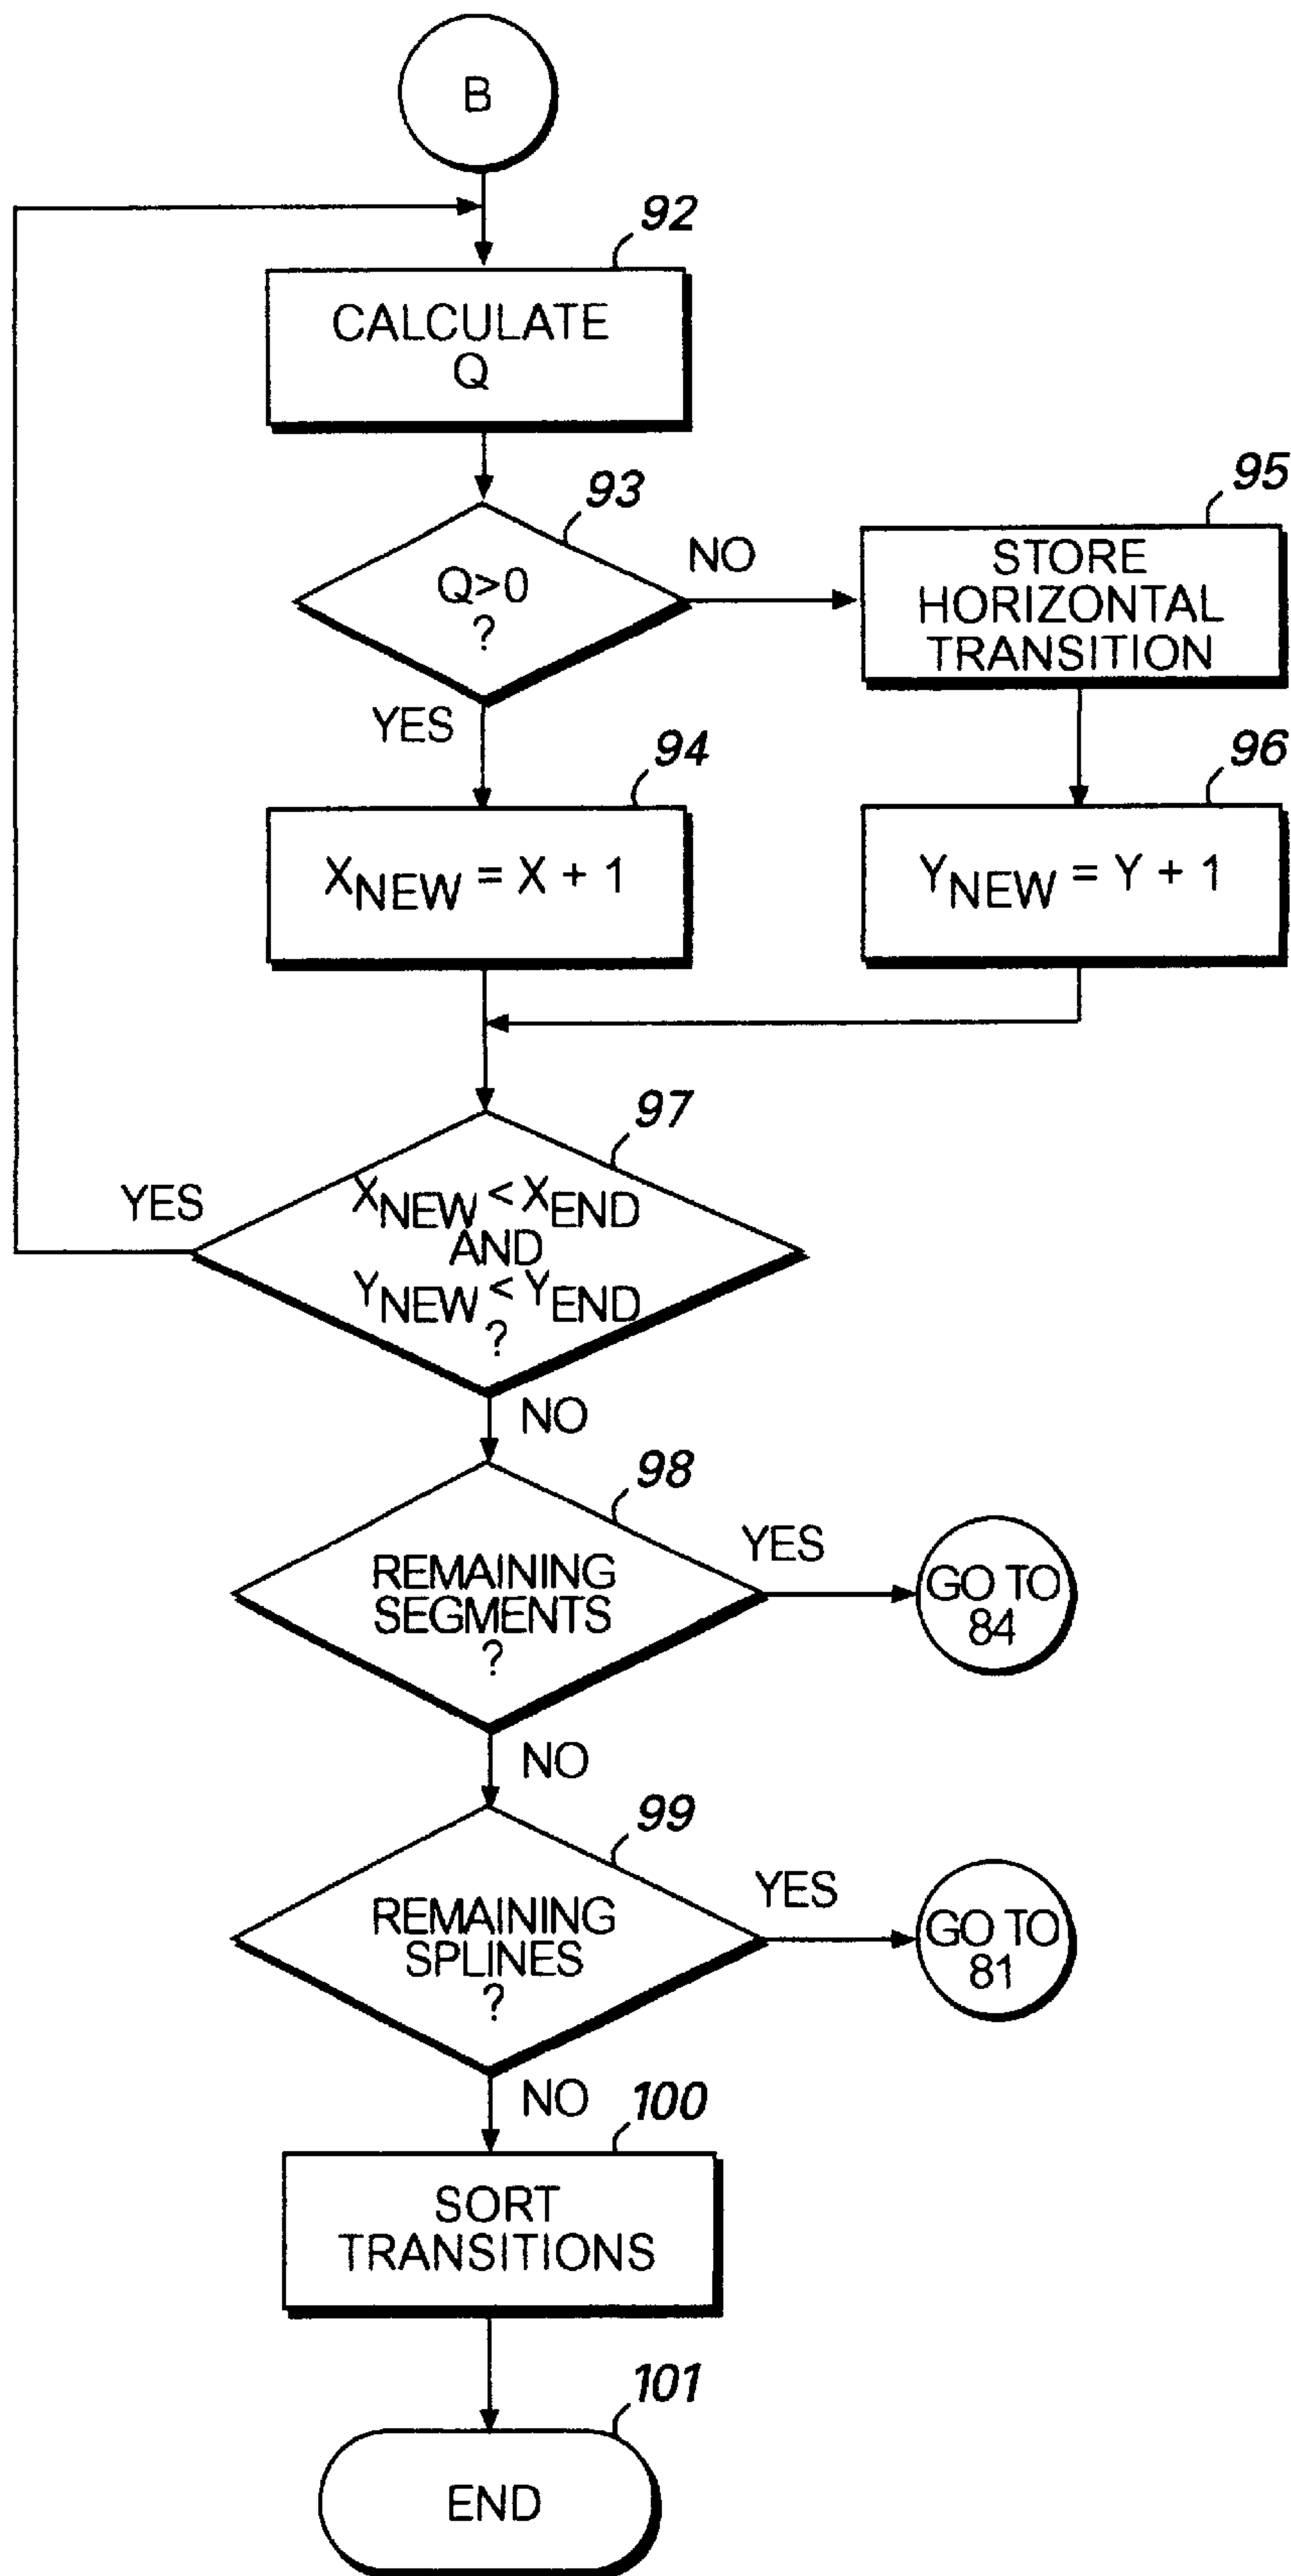 B
92
CALCULATE
Q
93
Q>0
?
NO
95
STORE
HORIZONTAL
TRANSITION
YES
94
X_NEW = X + 1
96
Y_NEW = Y + 1
97
YES
X_NEW < X_END
AND
Y_NEW < Y_END
?
NO
98
REMAINING
SEGMENTS
?
YES
GO TO
84
NO
99
REMAINING
SPLINES
?
YES
GO TO
81
NO
100
SORT
TRANSITIONS
101
END